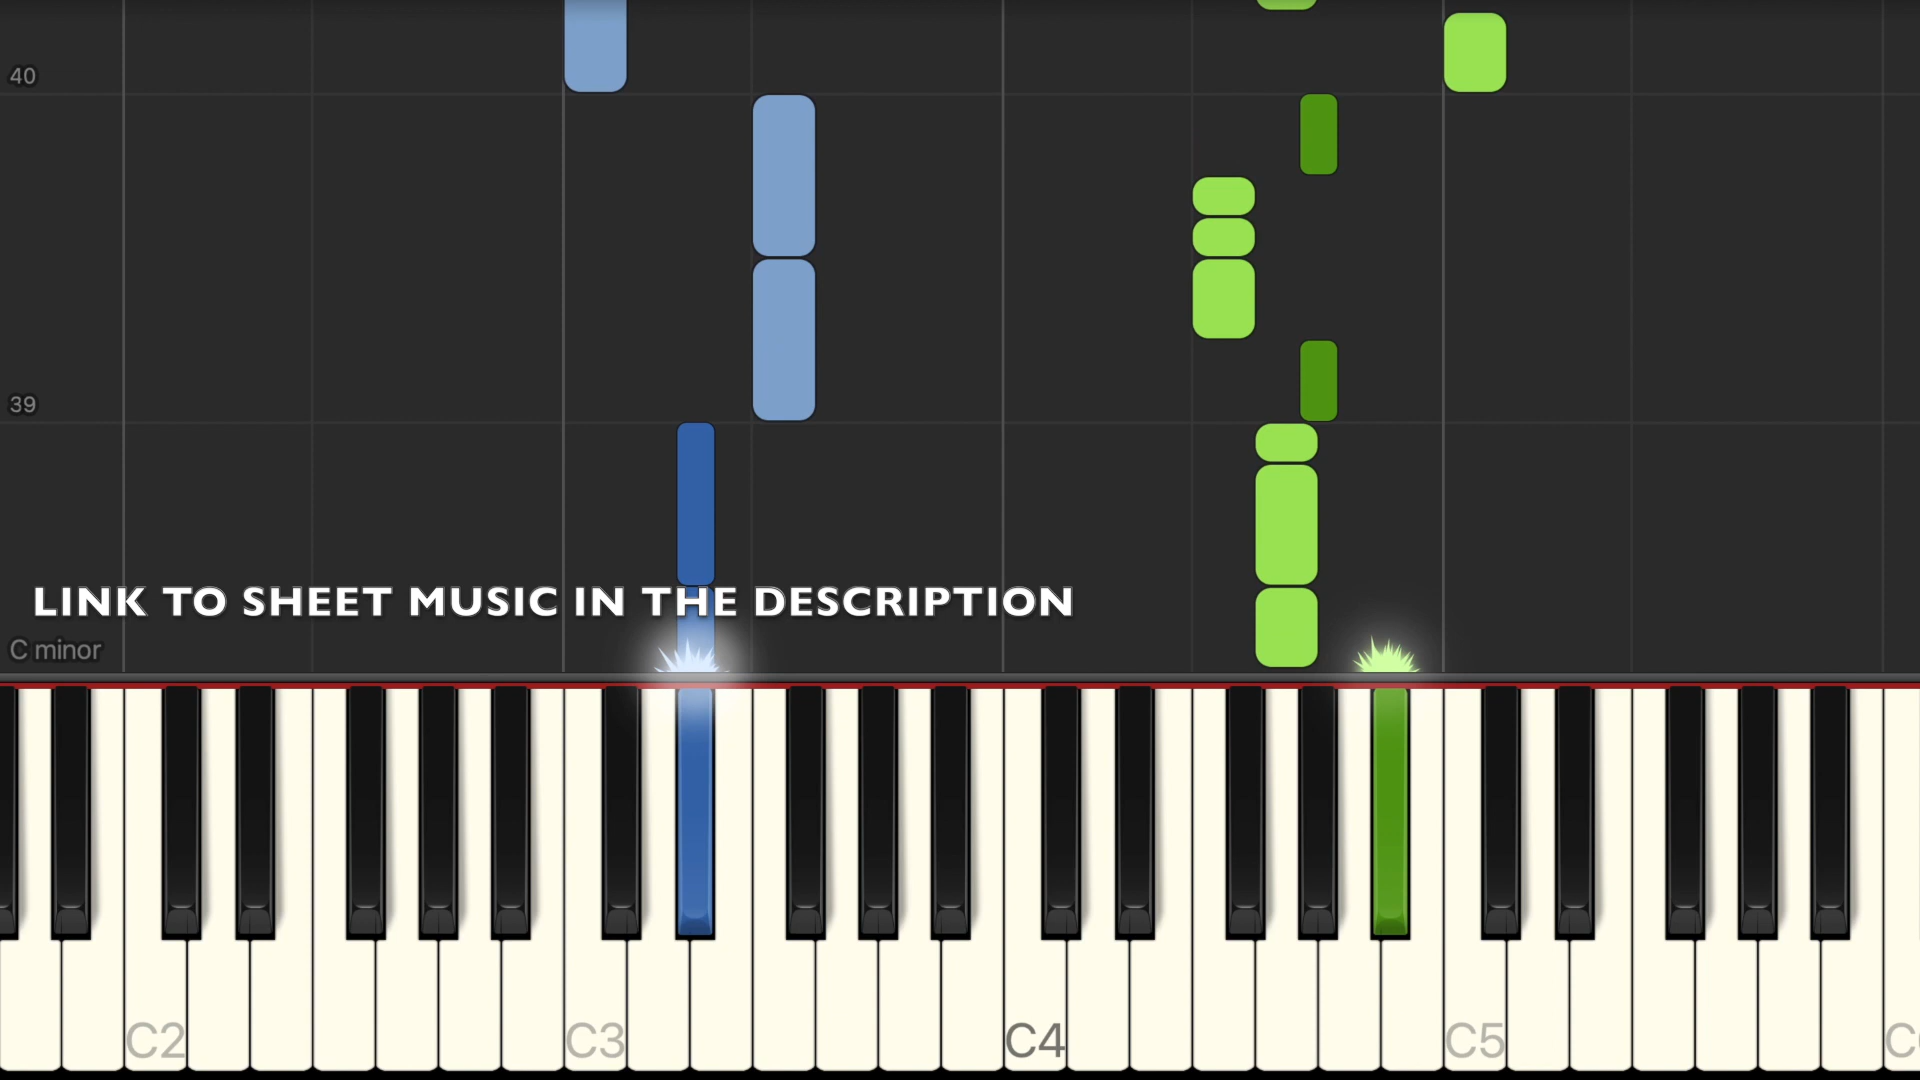 40
39
LINK TO SHEET MUSIC IN THE DESCRIPTION
C minor
C2 C3 C4 C5